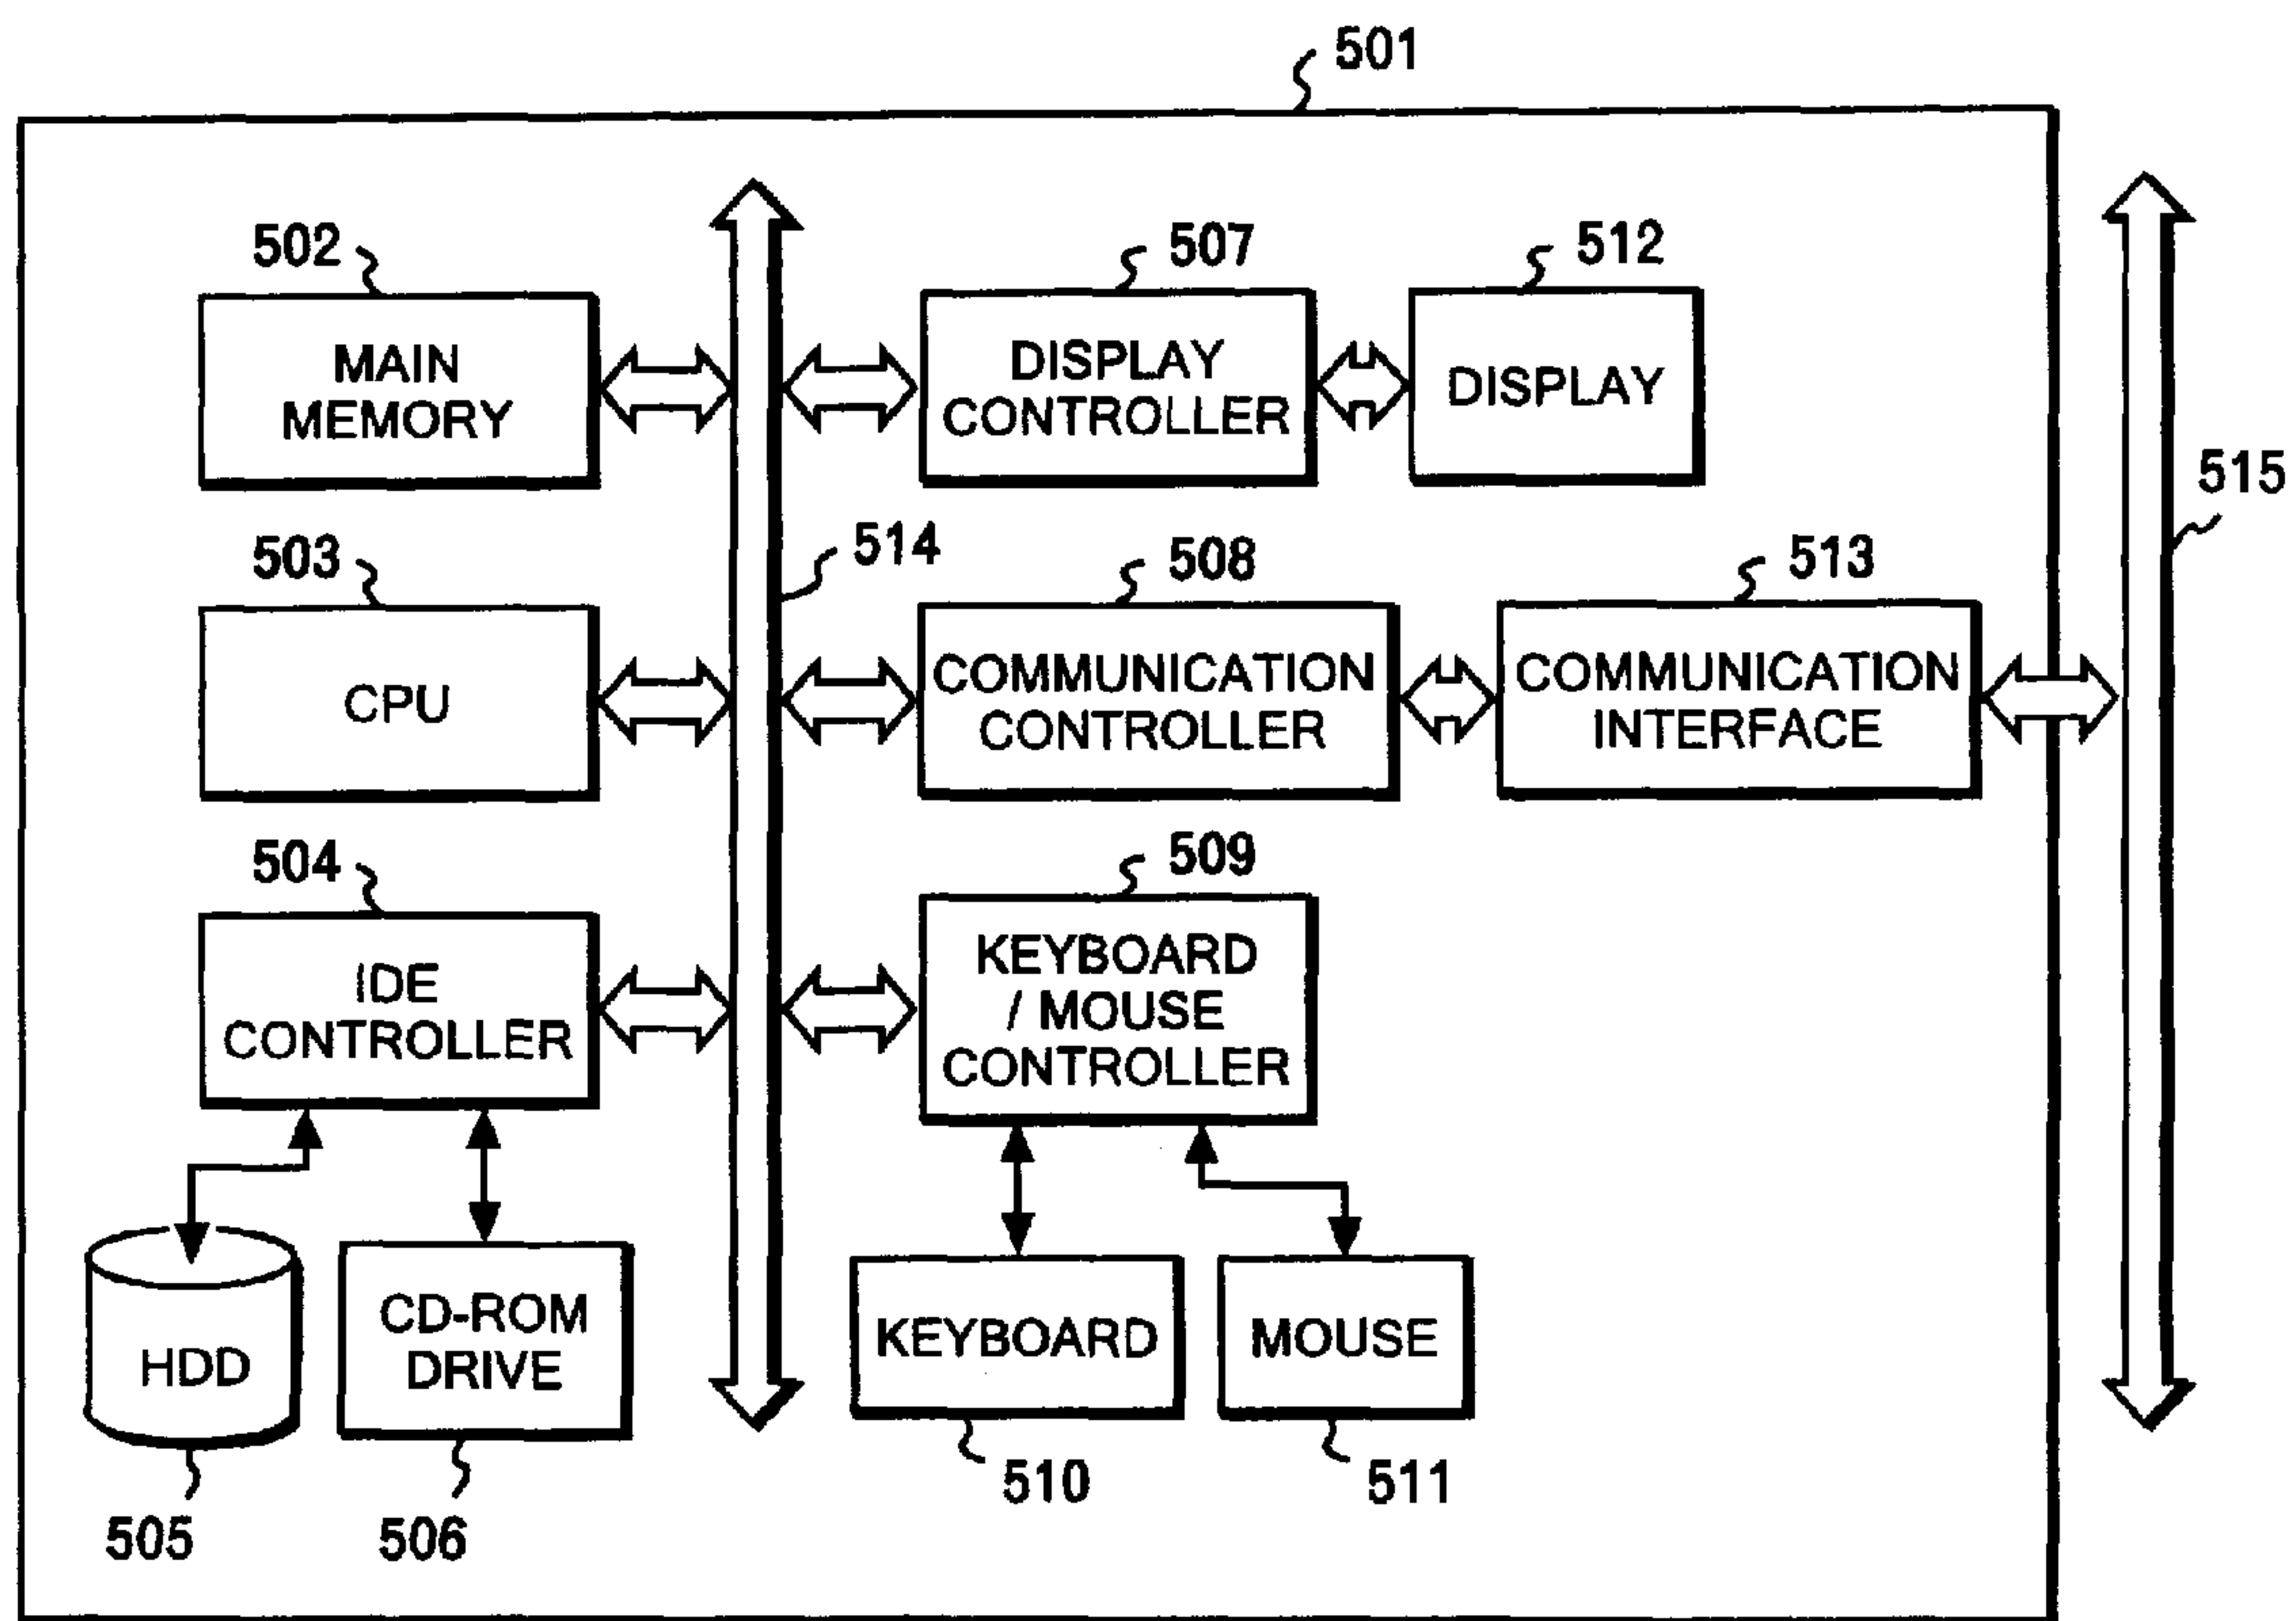 501
502
507
512
MAIN
MEMORY
DISPLAY
CONTROLLER
DISPLAY
515
503
514
508
513
CPU
COMMUNICATION
CONTROLLER
COMMUNICATION
INTERFACE
504
509
IDE
CONTROLLER
KEYBOARD
/ MOUSE
CONTROLLER
HDD
CD-ROM
DRIVE
KEYBOARD
MOUSE
505
506
510
511